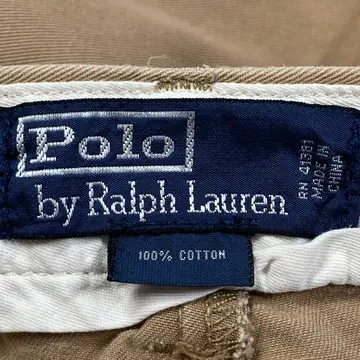 Polo
by Ralph Lauren
RN 41381
MADE IN
CHINA
100% COTTON